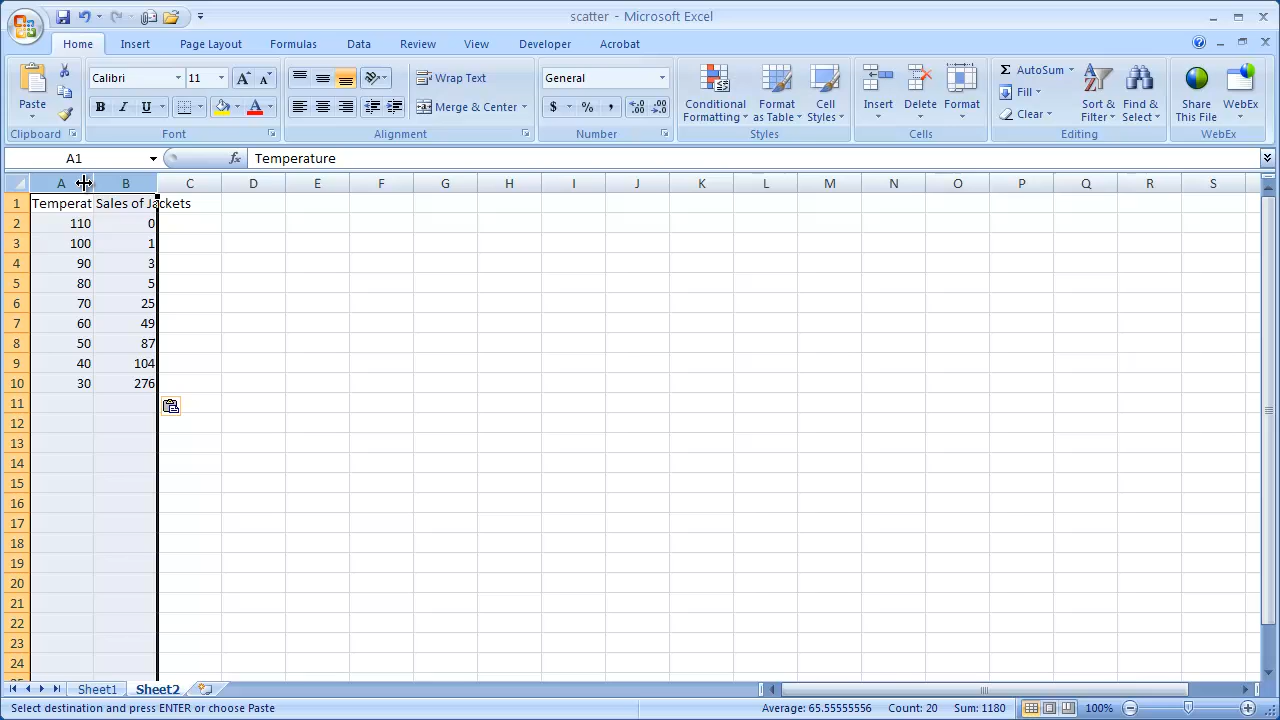 scatter - Microsoft Excel
Home Insert Page Layout Formulas Data Review View Developer Acrobat
Calibri 11 Wrap Text General AutoSum
Paste B I U Merge & Center $ % , Conditional Formatting Format as Table Cell Styles Insert Delete Format Fill Clear Sort & Filter Find & Select Share This File WebEx
Clipboard Font Alignment Number Styles Cells Editing WebEx
A1 fx Temperature
A B C D E F G H I J K L M N O P Q R S
1 Temperat Sales of Jackets
2 110 0
3 100 1
4 90 3
5 80 5
6 70 25
7 60 49
8 50 87
9 40 104
10 30 276
11
12
13
14
15
16
17
18
19
20
21
22
23
24
Sheet1 Sheet2
Select destination and press ENTER or choose Paste Average: 65.55555556 Count: 20 Sum: 1180 100%